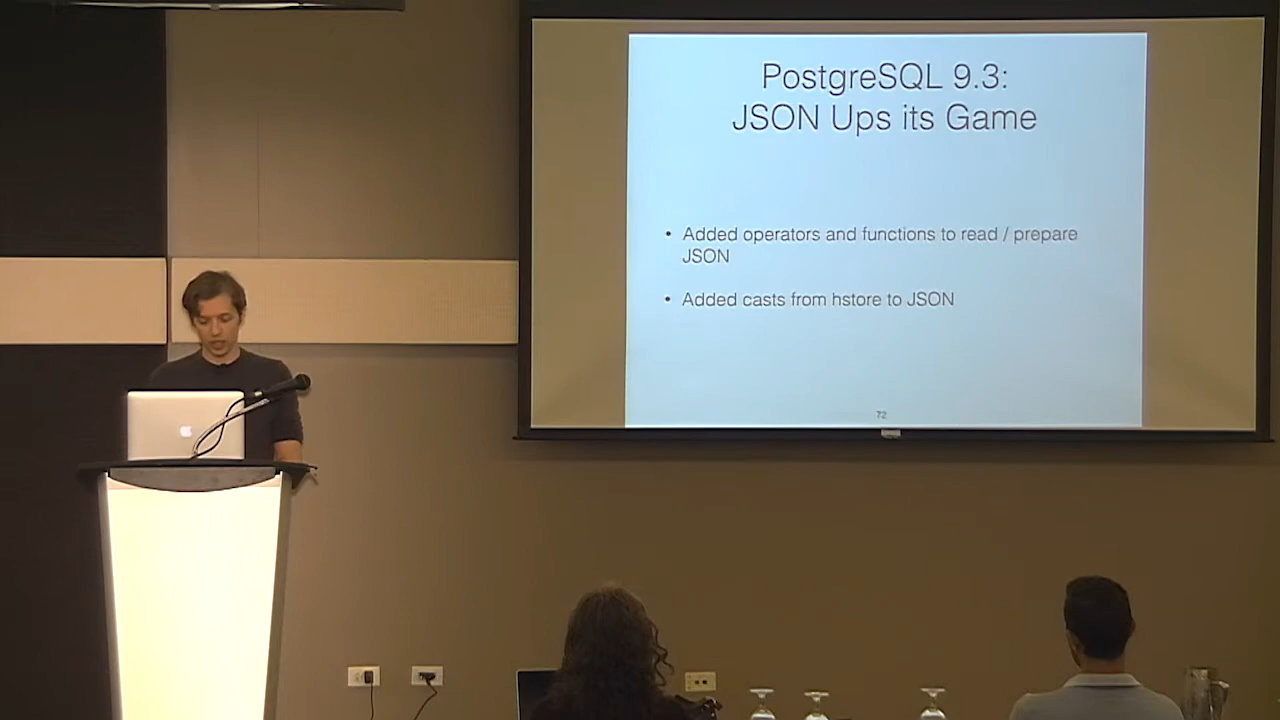 PostgreSQL 9.3:
JSON Ups its Game
• Added operators and functions to read / prepare
JSON
• Added casts from hstore to JSON
72